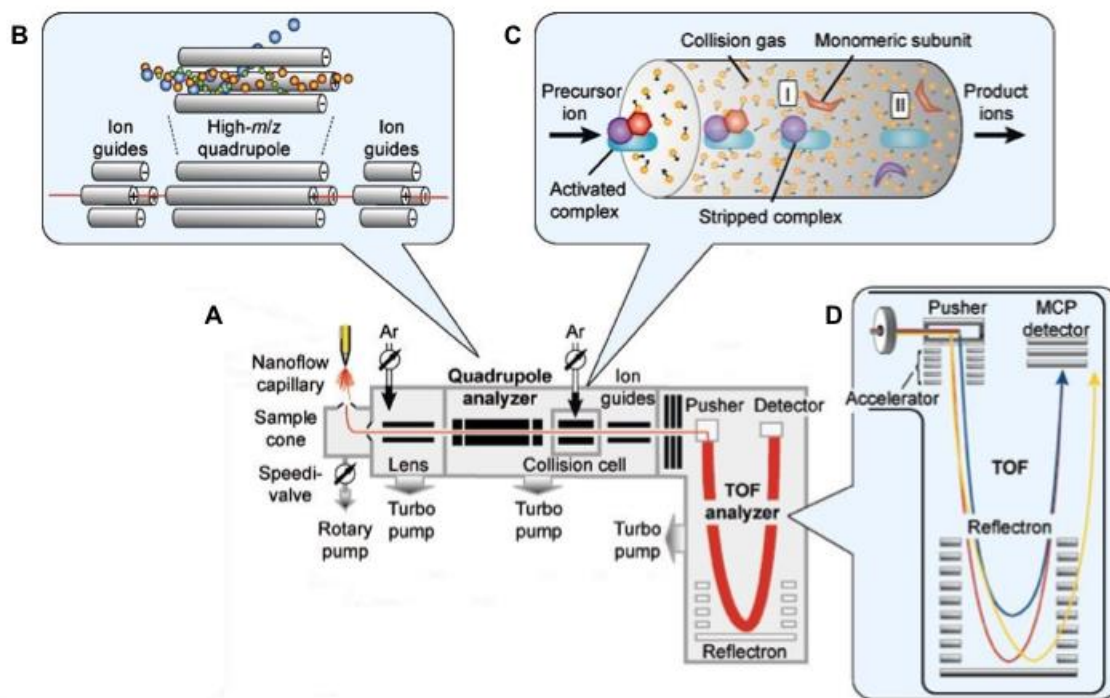 B
High-m/z
quadrupole
Ion
guides
Ion
guides
C
Collision gas
Monomeric subunit
Precursor
ion
I
II
Product
ions
Activated
complex
Stripped complex
A
Ar
Ar
Nanoflow
capillary
Quadrupole
analyzer
Ion
guides
Sample
cone
Pusher
Detector
Lens
Collision cell
Speedi-
valve
Rotary
pump
Turbo
pump
Turbo
pump
Turbo
pump
TOF
analyzer
Reflectron
D
Pusher
MCP
detector
Accelerator
TOF
Reflectron